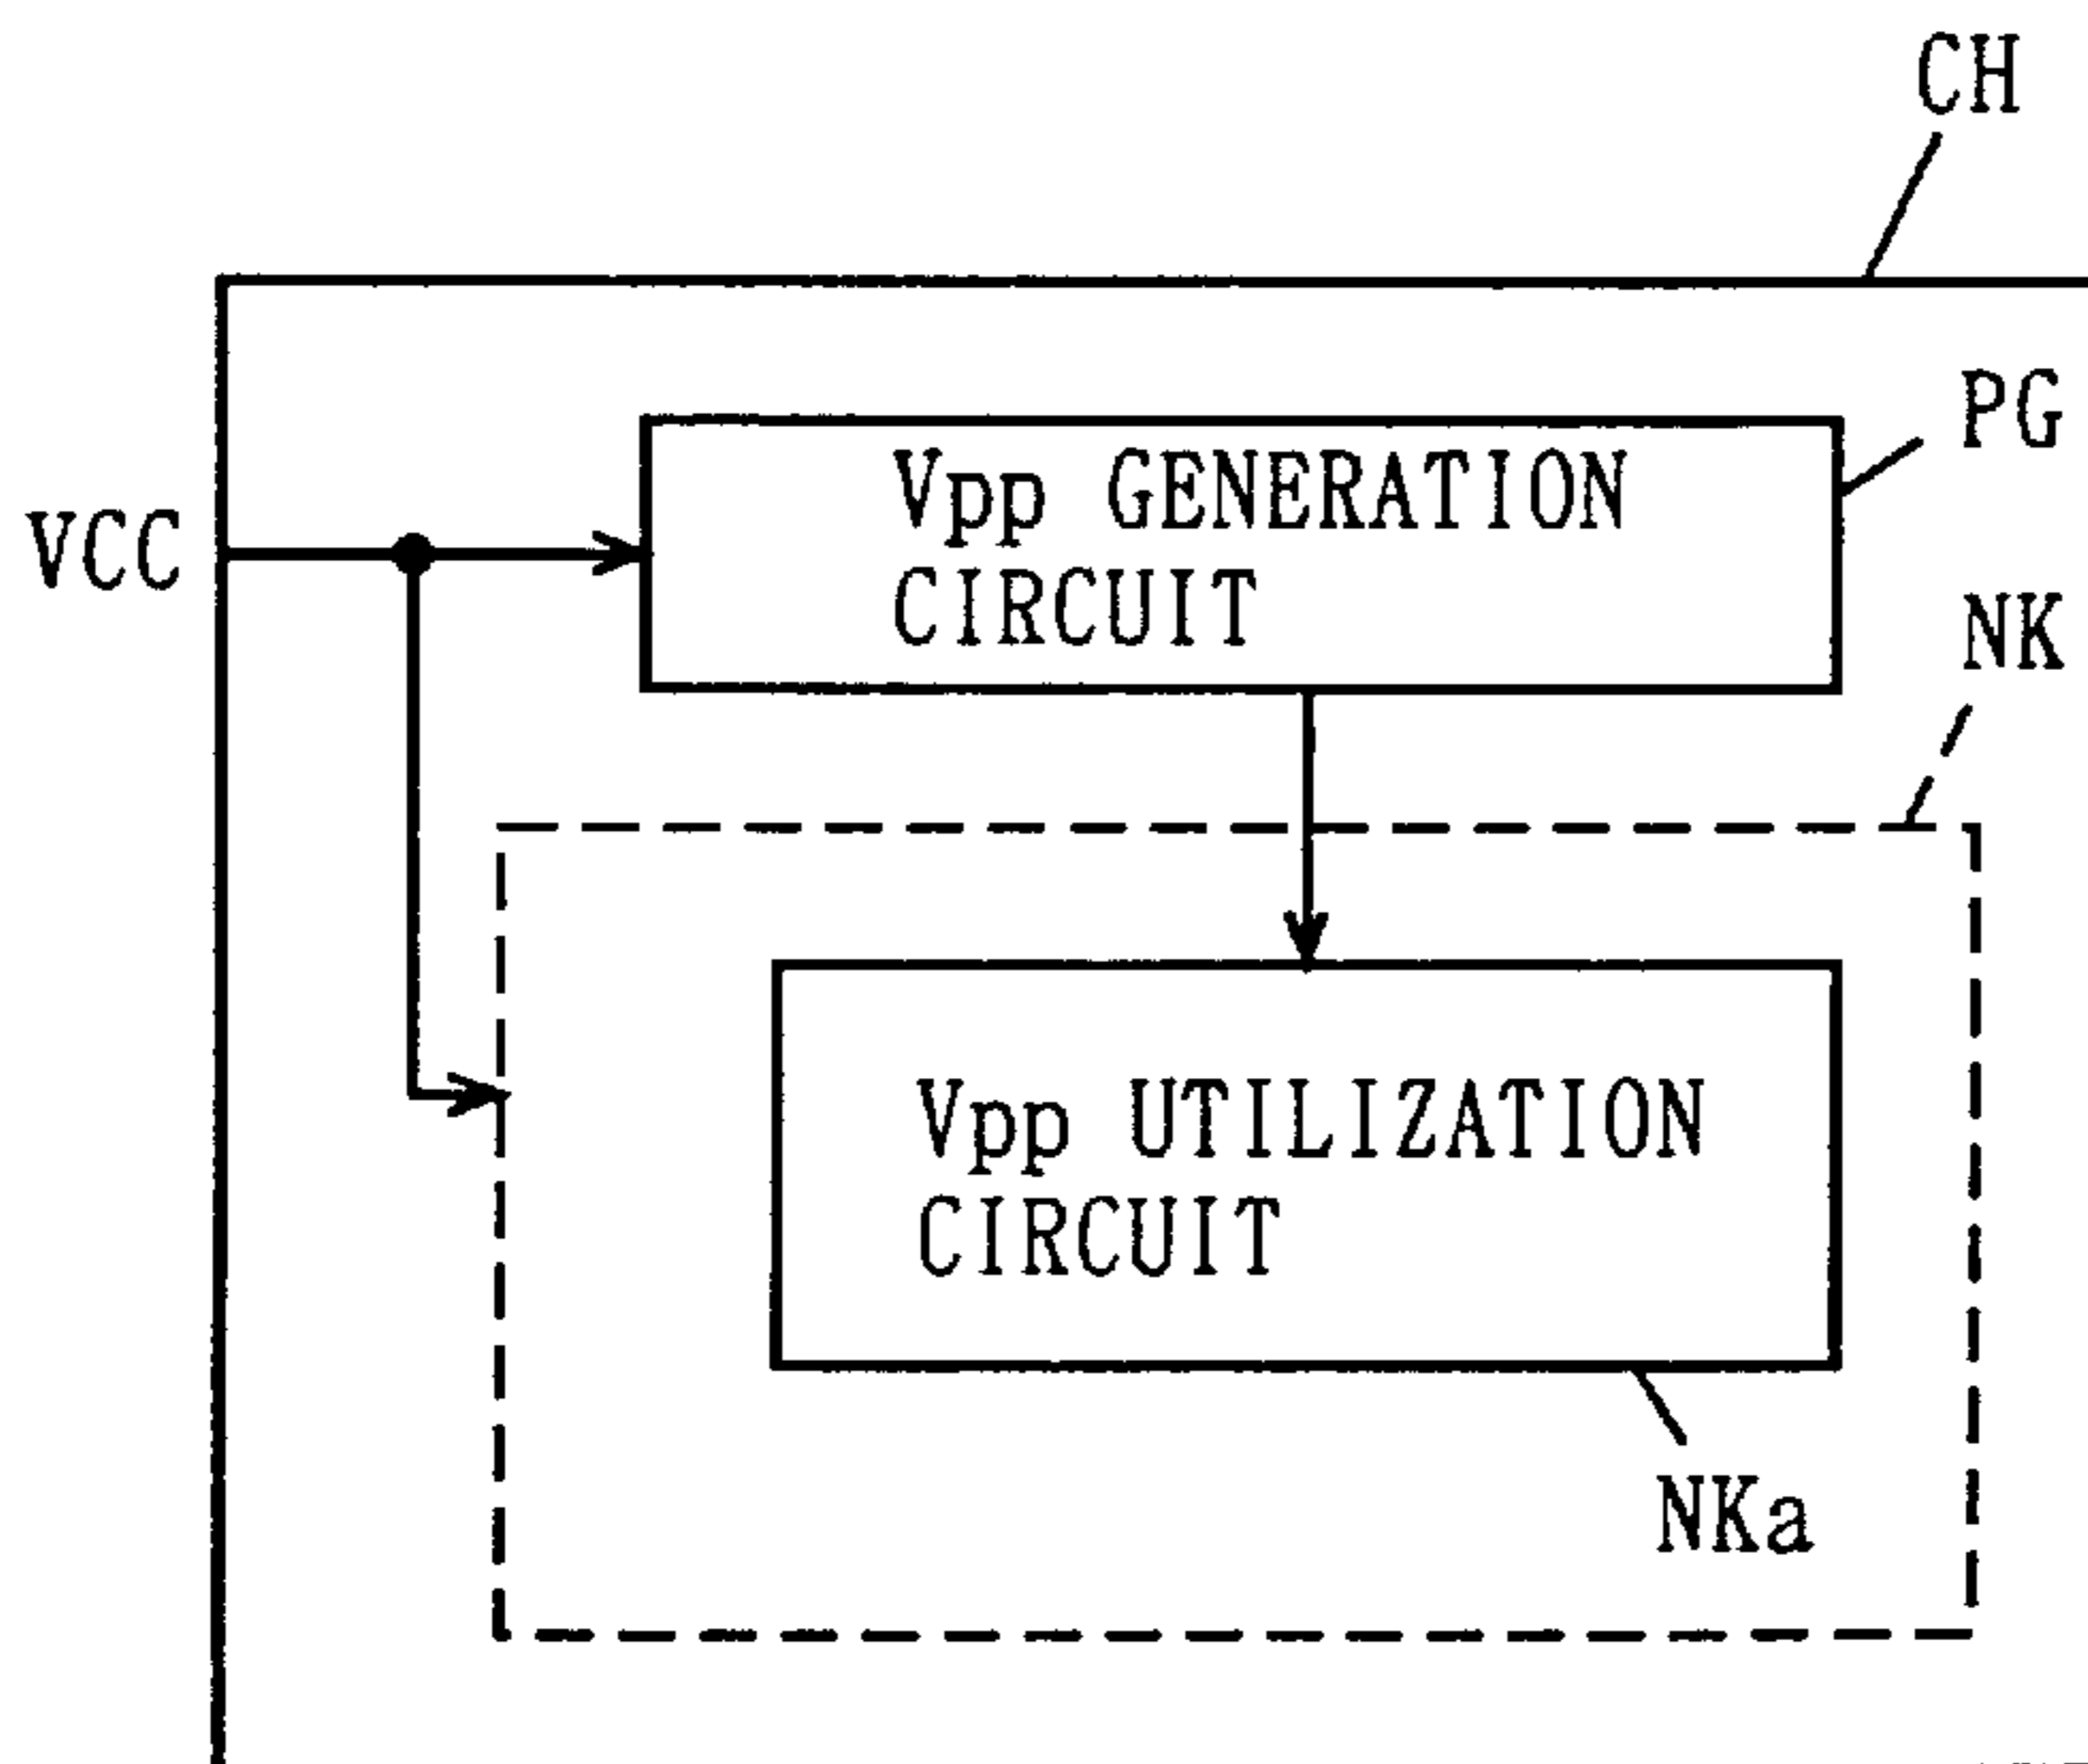 CH
PG
Vpp GENERATION
CIRCUIT
VCC
NK
Vpp UTILIZATION
CIRCUIT
NKa